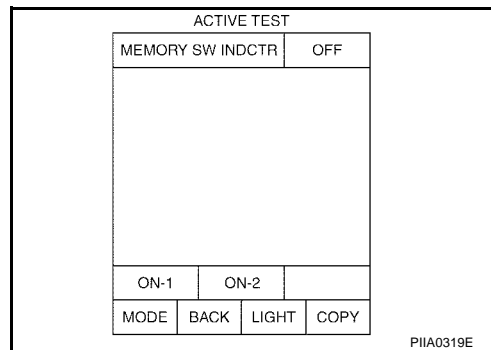 ACTIVE TEST
MEMORY SW INDCTR OFF
ON-1 ON-2
MODE BACK LIGHT COPY
PIIA0319E